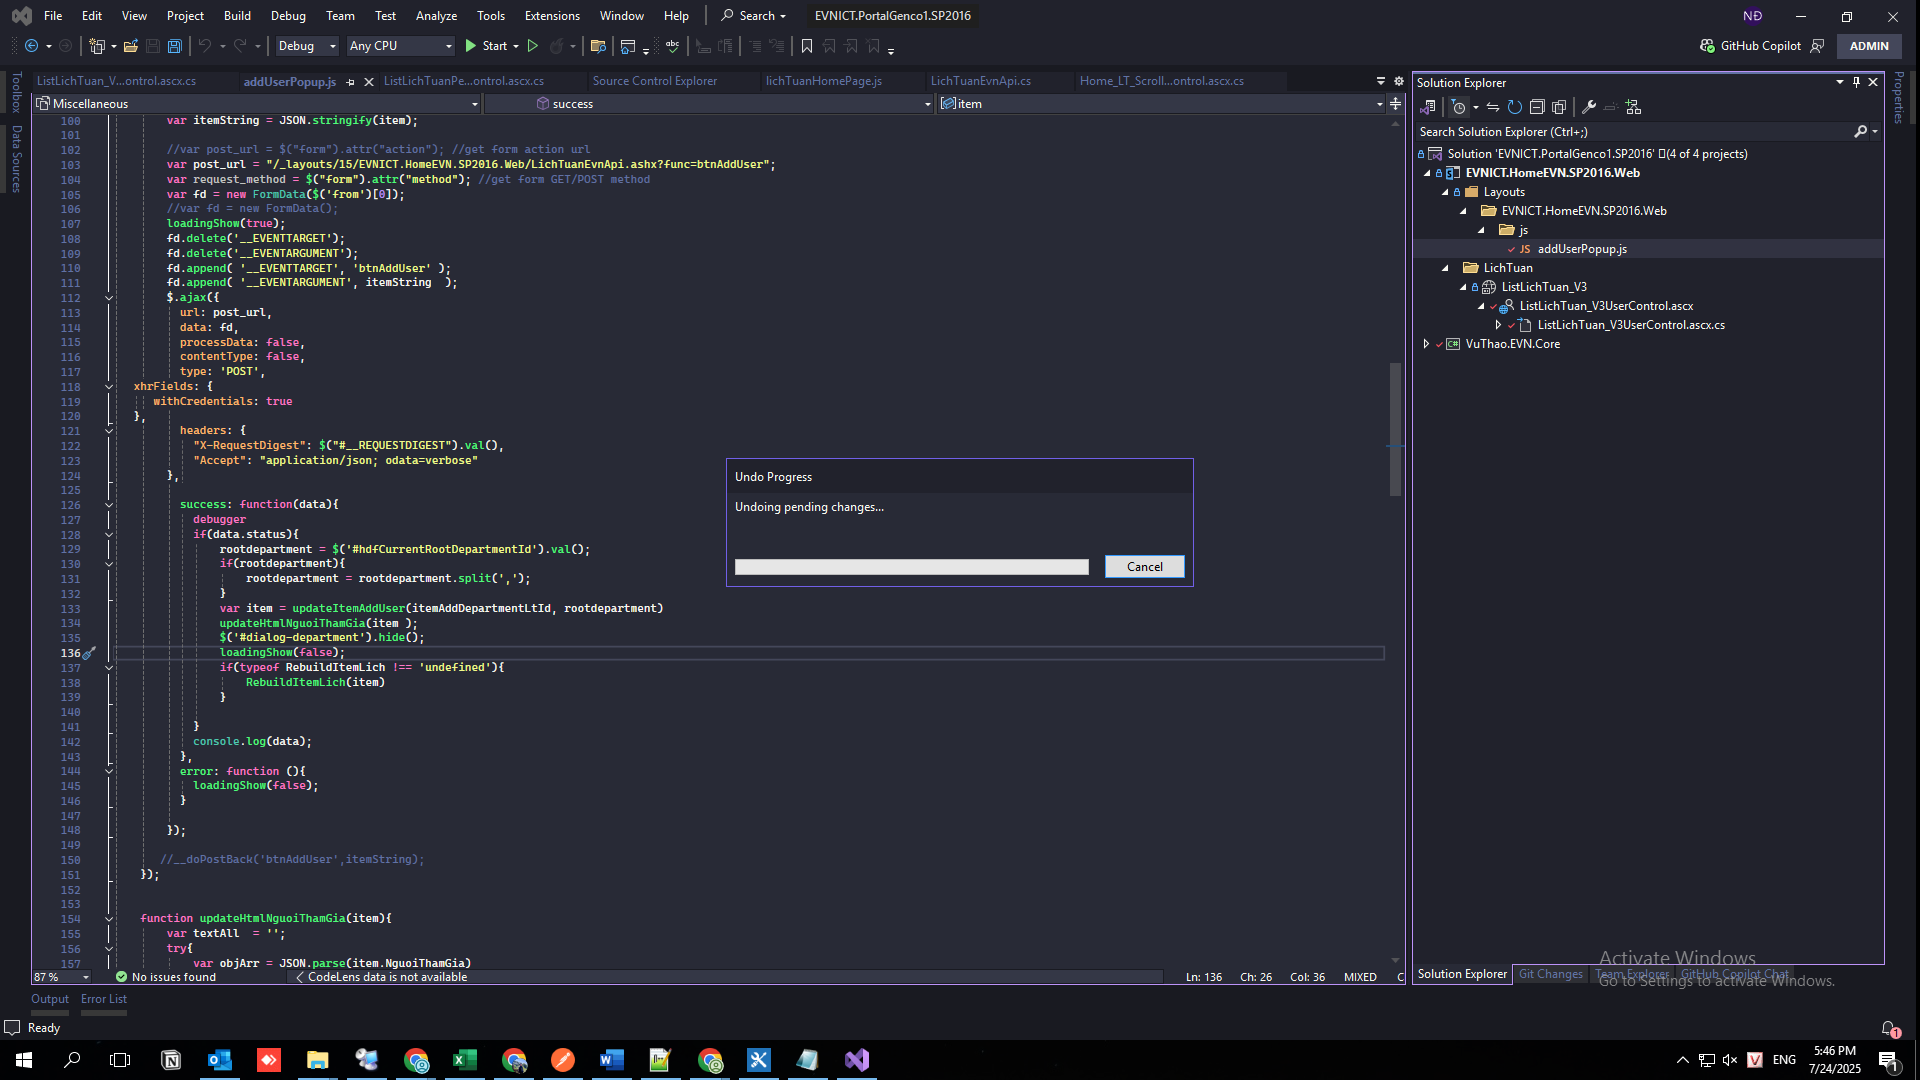 File Edit View Project Build Debug Team Test Analyze Tools Extensions Window Help Search EVNICT.PortalGenco1.SP2016 NĐ
Debug Any CPU Start GitHub Copilot ADMIN
ListLichTuan_V...ontrol.ascx.cs addUserPopup.js ListLichTuanPe...ontrol.ascx.cs Source Control Explorer lichTuanHomePage.js LichTuanEvnApi.cs Home_LT_Scroll...ontrol.ascx.cs
Miscellaneous success item
Toolbox
Data Sources
100 var itemString = JSON.stringify(item);
101
102 //var post_url = $("form").attr("action"); //get form action url
103 var post_url = "/_layouts/15/EVNICT.HomeEVN.SP2016.Web/LichTuanEvnApi.ashx?func=btnAddUser";
104 var request_method = $("form").attr("method"); //get form GET/POST method
105 var fd = new FormData($('from')[0]);
106 //var fd = new FormData();
107 loadingShow(true);
108 fd.delete('__EVENTTARGET');
109 fd.delete('__EVENTARGUMENT');
110 fd.append( '__EVENTTARGET', 'btnAddUser' );
111 fd.append( '__EVENTARGUMENT', itemString  );
112 $.ajax({
113 url: post_url,
114 data: fd,
115 processData: false,
116 contentType: false,
117 type: 'POST',
118 xhrFields: {
119 withCredentials: true
120 },
121 headers: {
122 "X-RequestDigest": $("#__REQUESTDIGEST").val(),
123 "Accept": "application/json; odata=verbose"
124 },
125
126 success: function(data){
127 debugger
128 if(data.status){
129 rootdepartment = $('#hdfCurrentRootDepartmentId').val();
130 if(rootdepartment){
131 rootdepartment = rootdepartment.split(',');
132 }
133 var item = updateItemAddUser(itemAddDepartmentLtId, rootdepartment)
134 updateHtmlNguoiThamGia(item );
135 $('#dialog-department').hide();
136 loadingShow(false);
137 if(typeof RebuildItemLich !== 'undefined'){
138 RebuildItemLich(item)
139 }
140
141 }
142 console.log(data);
143 },
144 error: function (){
145 loadingShow(false);
146 }
147
148 });
149
150 //__doPostBack('btnAddUser',itemString);
151 });
152
153
154 function updateHtmlNguoiThamGia(item){
155 var textAll  = '';
156 try{
157 var objArr = JSON.parse(item.NguoiThamGia)
87 % No issues found CodeLens data is not available Ln: 136 Ch: 26 Col: 36 MIXED C
Undo Progress
Undoing pending changes...
Cancel
Solution Explorer
Search Solution Explorer (Ctrl+;)
Solution 'EVNICT.PortalGenco1.SP2016' (4 of 4 projects)
EVNICT.HomeEVN.SP2016.Web
Layouts
EVNICT.HomeEVN.SP2016.Web
js
JS addUserPopup.js
LichTuan
ListLichTuan_V3
ListLichTuan_V3UserControl.ascx
ListLichTuan_V3UserControl.ascx.cs
C# VuThao.EVN.Core
Properties
Activate Windows
Go to Settings to activate Windows.
Solution Explorer Git Changes Team Explorer GitHub Copilot Chat
Output Error List
Ready
1
ENG
5:46 PM
7/24/2025
1